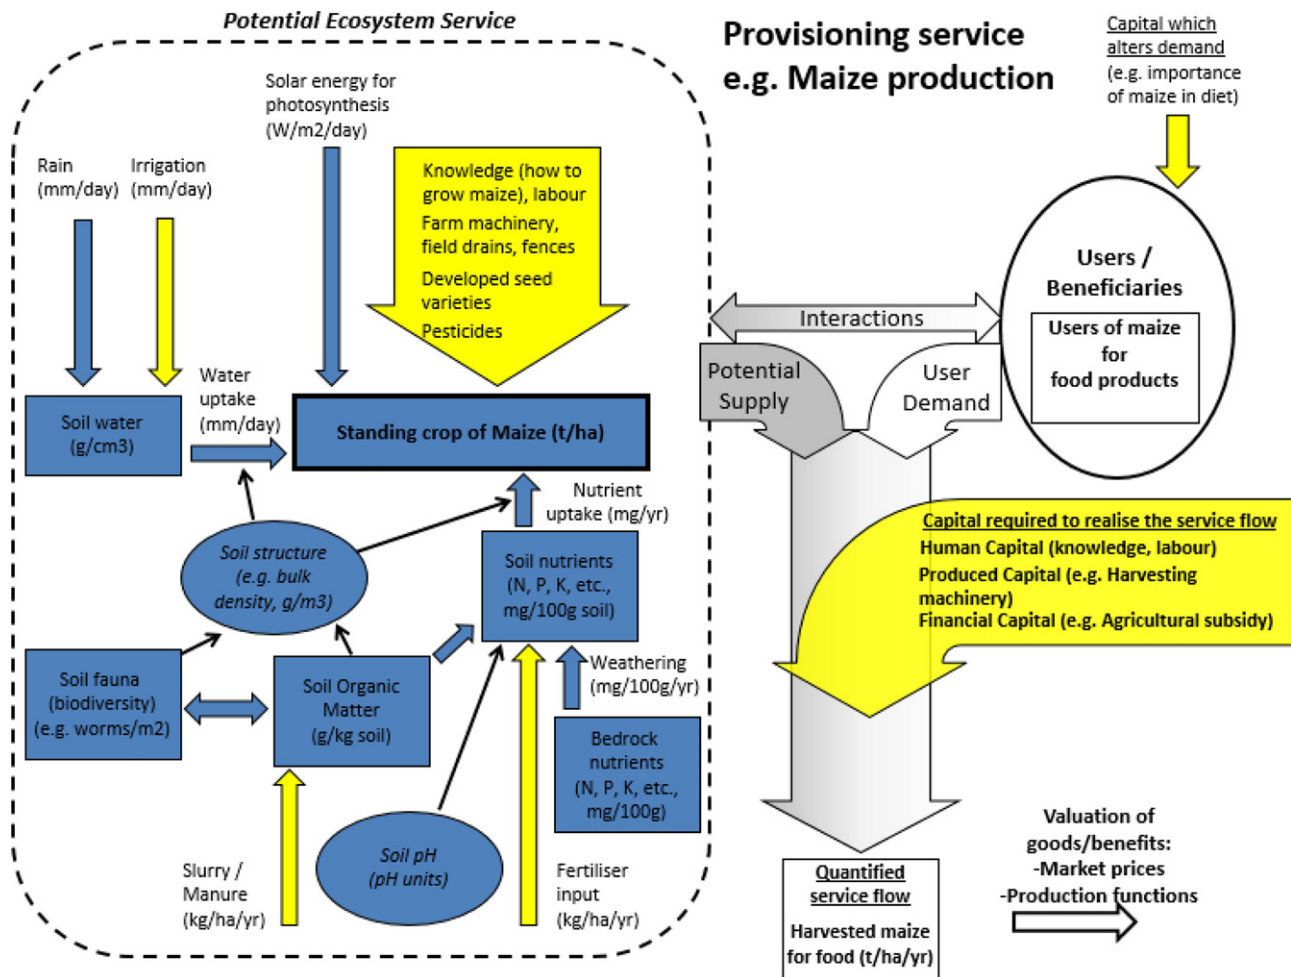 Potential Ecosystem Service
Provisioning service
e.g. Maize production
Capital which
alters demand
(e.g. importance
of maize in diet)
Solar energy for
photosynthesis
(W/m2/day)
Rain
(mm/day)
Irrigation
(mm/day)
Knowledge (how to
grow maize), labour
Farm machinery,
field drains, fences
Developed seed
varieties
Pesticides
Users /
Beneficiaries
Users of maize
for
food products
Interactions
Potential
Supply
User
Demand
Water
uptake
(mm/day)
Soil water
(g/cm3)
Standing crop of Maize (t/ha)
Nutrient
uptake (mg/yr)
Soil structure
(e.g. bulk
density, g/m3)
Soil nutrients
(N, P, K, etc.,
mg/100g soil)
Capital required to realise the service flow
Human Capital (knowledge, labour)
Produced Capital (e.g. Harvesting
machinery)
Financial Capital (e.g. Agricultural subsidy)
Soil fauna
(biodiversity)
(e.g. worms/m2)
Soil Organic
Matter
(g/kg soil)
Weathering
(mg/100g/yr)
Bedrock
nutrients
(N, P, K, etc.,
mg/100g)
Soil pH
(pH units)
Slurry /
Manure
(kg/ha/yr)
Fertiliser
input
(kg/ha/yr)
Quantified
service flow
Harvested maize
for food (t/ha/yr)
Valuation of
goods/benefits:
-Market prices
-Production functions